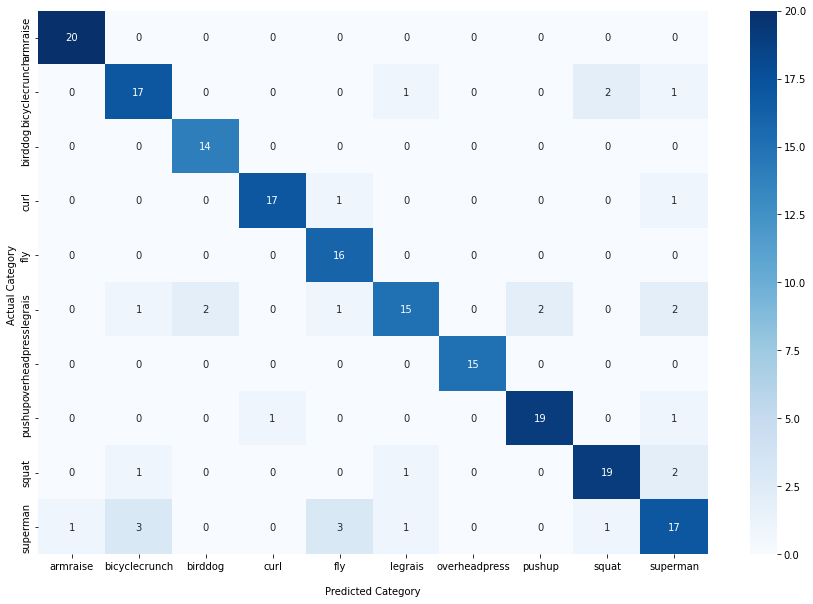 armraise 20 0 0 0 0 0 0 0 0 0
bicyclecrunch 0 17 0 0 0 1 0 0 2 1
birddog 0 0 14 0 0 0 0 0 0 0
curl 0 0 0 17 1 0 0 0 0 1
fly 0 0 0 0 16 0 0 0 0 0
legrais 0 1 2 0 1 15 0 2 0 2
overheadpress 0 0 0 0 0 0 15 0 0 0
pushup 0 0 0 1 0 0 0 19 0 1
squat 0 1 0 0 0 1 0 0 19 2
superman 1 3 0 0 3 1 0 0 1 17
armraise bicyclecrunch birddog curl fly legrais overheadpress pushup squat superman
Predicted Category
Actual Category
20.0
17.5
15.0
12.5
10.0
7.5
5.0
2.5
0.0